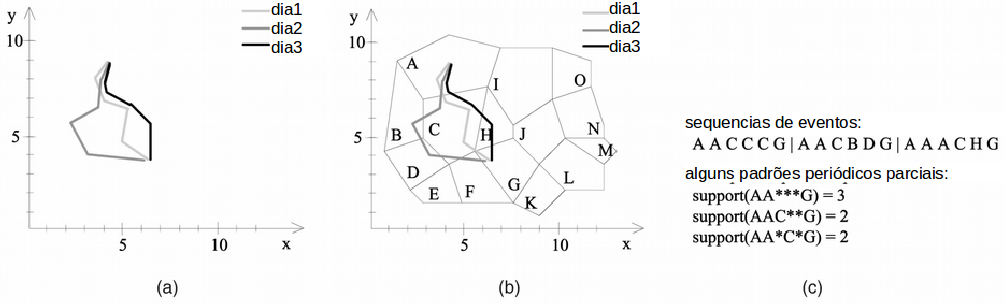 y
10
5
5
10
x
dia1
dia2
dia3
(a)
y
10
5
5
10
x
dia1
dia2
dia3
A
I
O
B
C
H
J
N
M
D
E
F
G
L
K
(b)
sequencias de eventos:
A A C C C G | A A C B D G | A A A C H G
alguns padrões periódicos parciais:
support(AA***G) = 3
support(AAC**G) = 2
support(AA*C*G) = 2
(c)